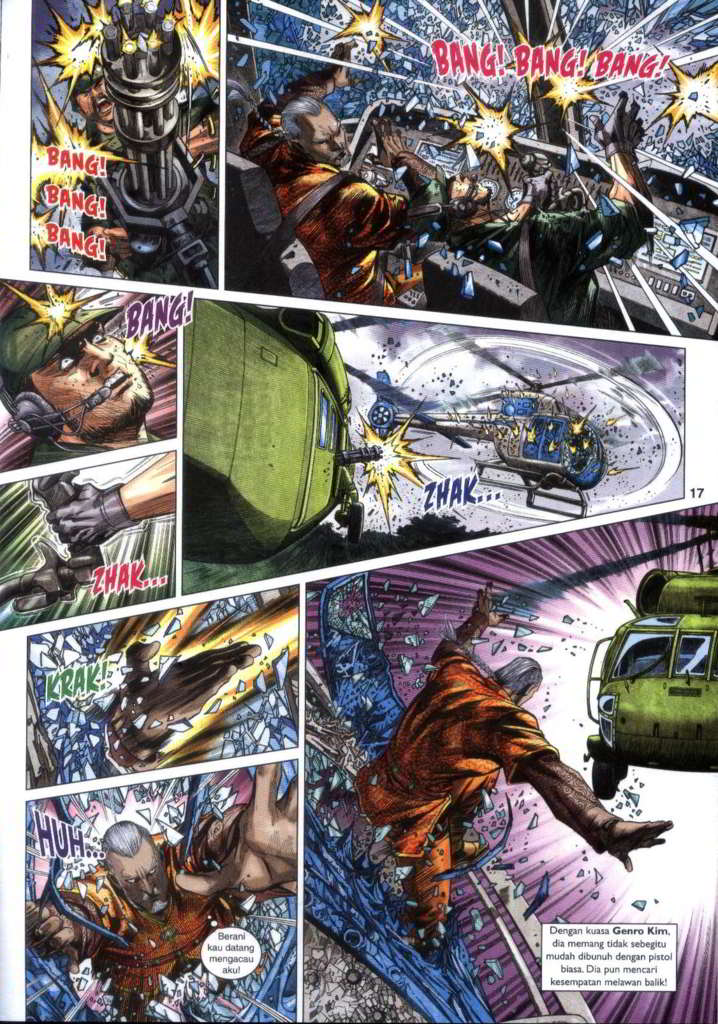 BANG!
BANG!
BANG!
BANG! BANG! BANG!
BANG!
ZHAK...
17
ZHAK...
KRAK!
HUH...
Berani
kau datang
mengacau
aku!
Dengan kuasa Genro Kim,
dia memang tidak sebegitu
mudah dibunuh dengan pistol
biasa. Dia pun mencari
kesempatan melawan balik!